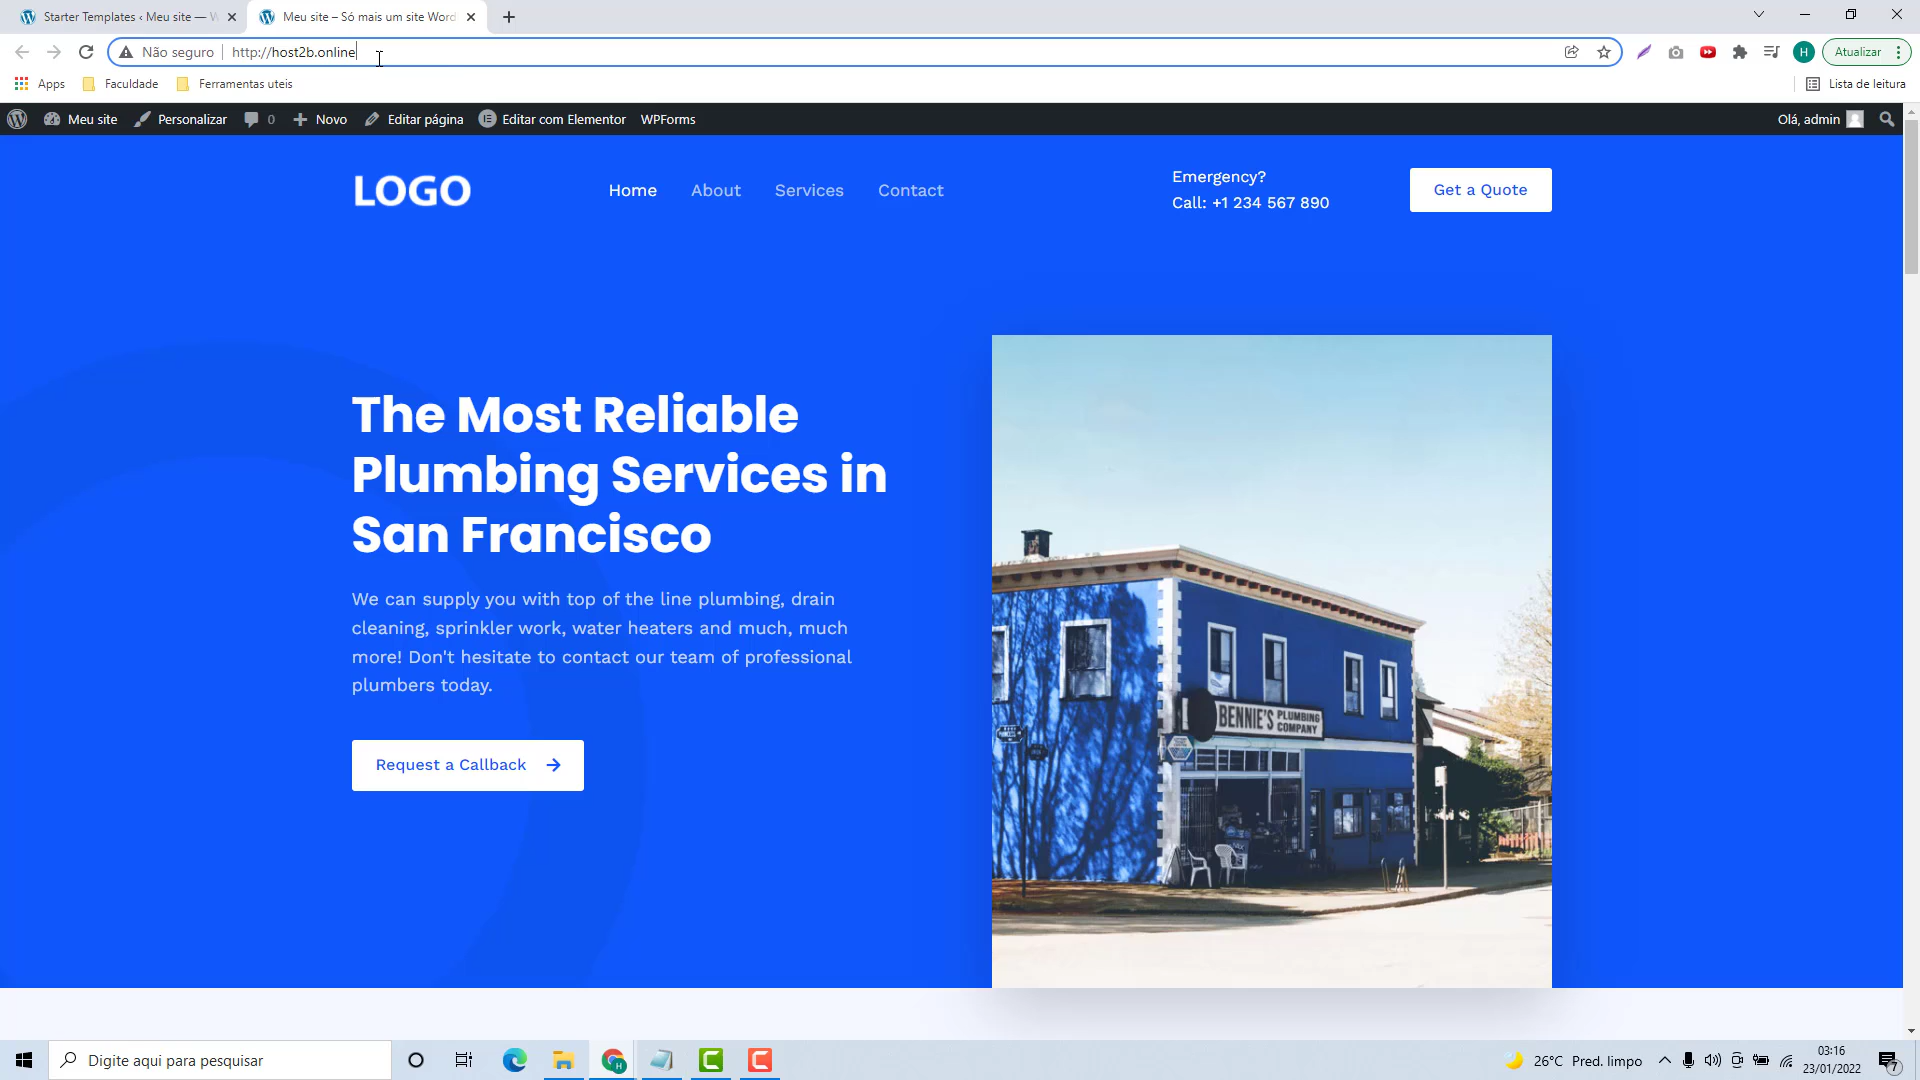 Starter Templates ‹ Meu site — W
Meu site – Só mais um site Word
Não seguro
http://host2b.online
Atualizar
H
Apps
Faculdade
Ferramentas uteis
Lista de leitura
Meu site
Personalizar
0
Novo
Editar página
Editar com Elementor
WPForms
Olá, admin
LOGO
Home
About
Services
Contact
Emergency?
Call: +1 234 567 890
Get a Quote
The Most Reliable
Plumbing Services in
San Francisco
We can supply you with top of the line plumbing, drain
cleaning, sprinkler work, water heaters and much, much
more! Don't hesitate to contact our team of professional
plumbers today.
Request a Callback
BENNIE'S PLUMBING
COMPANY
Digite aqui para pesquisar
26°C Pred. limpo
03:16
23/01/2022
7